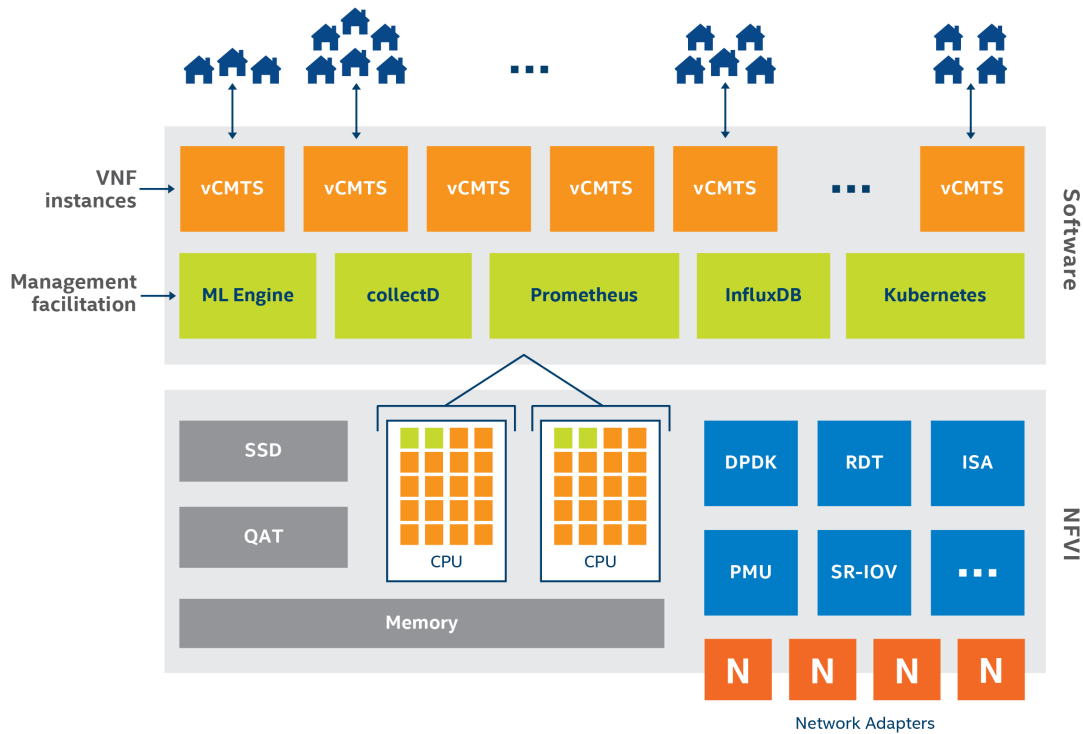 VNF
instances
vCMTS vCMTS vCMTS vCMTS vCMTS ... vCMTS
Management
facilitation
ML Engine collectD Prometheus InfluxDB Kubernetes
Software
SSD
QAT
CPU CPU
Memory
DPDK RDT ISA
PMU SR-IOV ...
NFVI
N N N N
Network Adapters